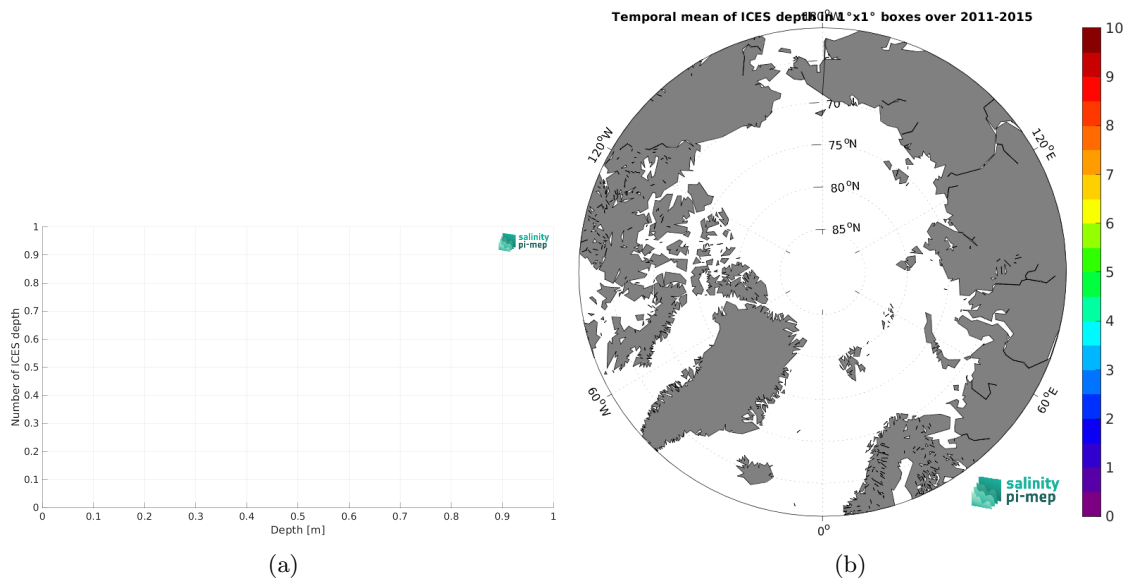 Number of ICES depth
1
0.9
0.8
0.7
0.6
0.5
0.4
0.3
0.2
0.1
0
0 0.1 0.2 0.3 0.4 0.5 0.6 0.7 0.8 0.9 1
Depth [m]
salinity
pi-mep
(a)
Temporal mean of ICES depth in 1°x1° boxes over 2011-2015
180°W
120°W
120°E
70°N
75°N
80°N
85°N
60°W
60°E
0°
salinity
pi-mep
10
9
8
7
6
5
4
3
2
1
0
(b)